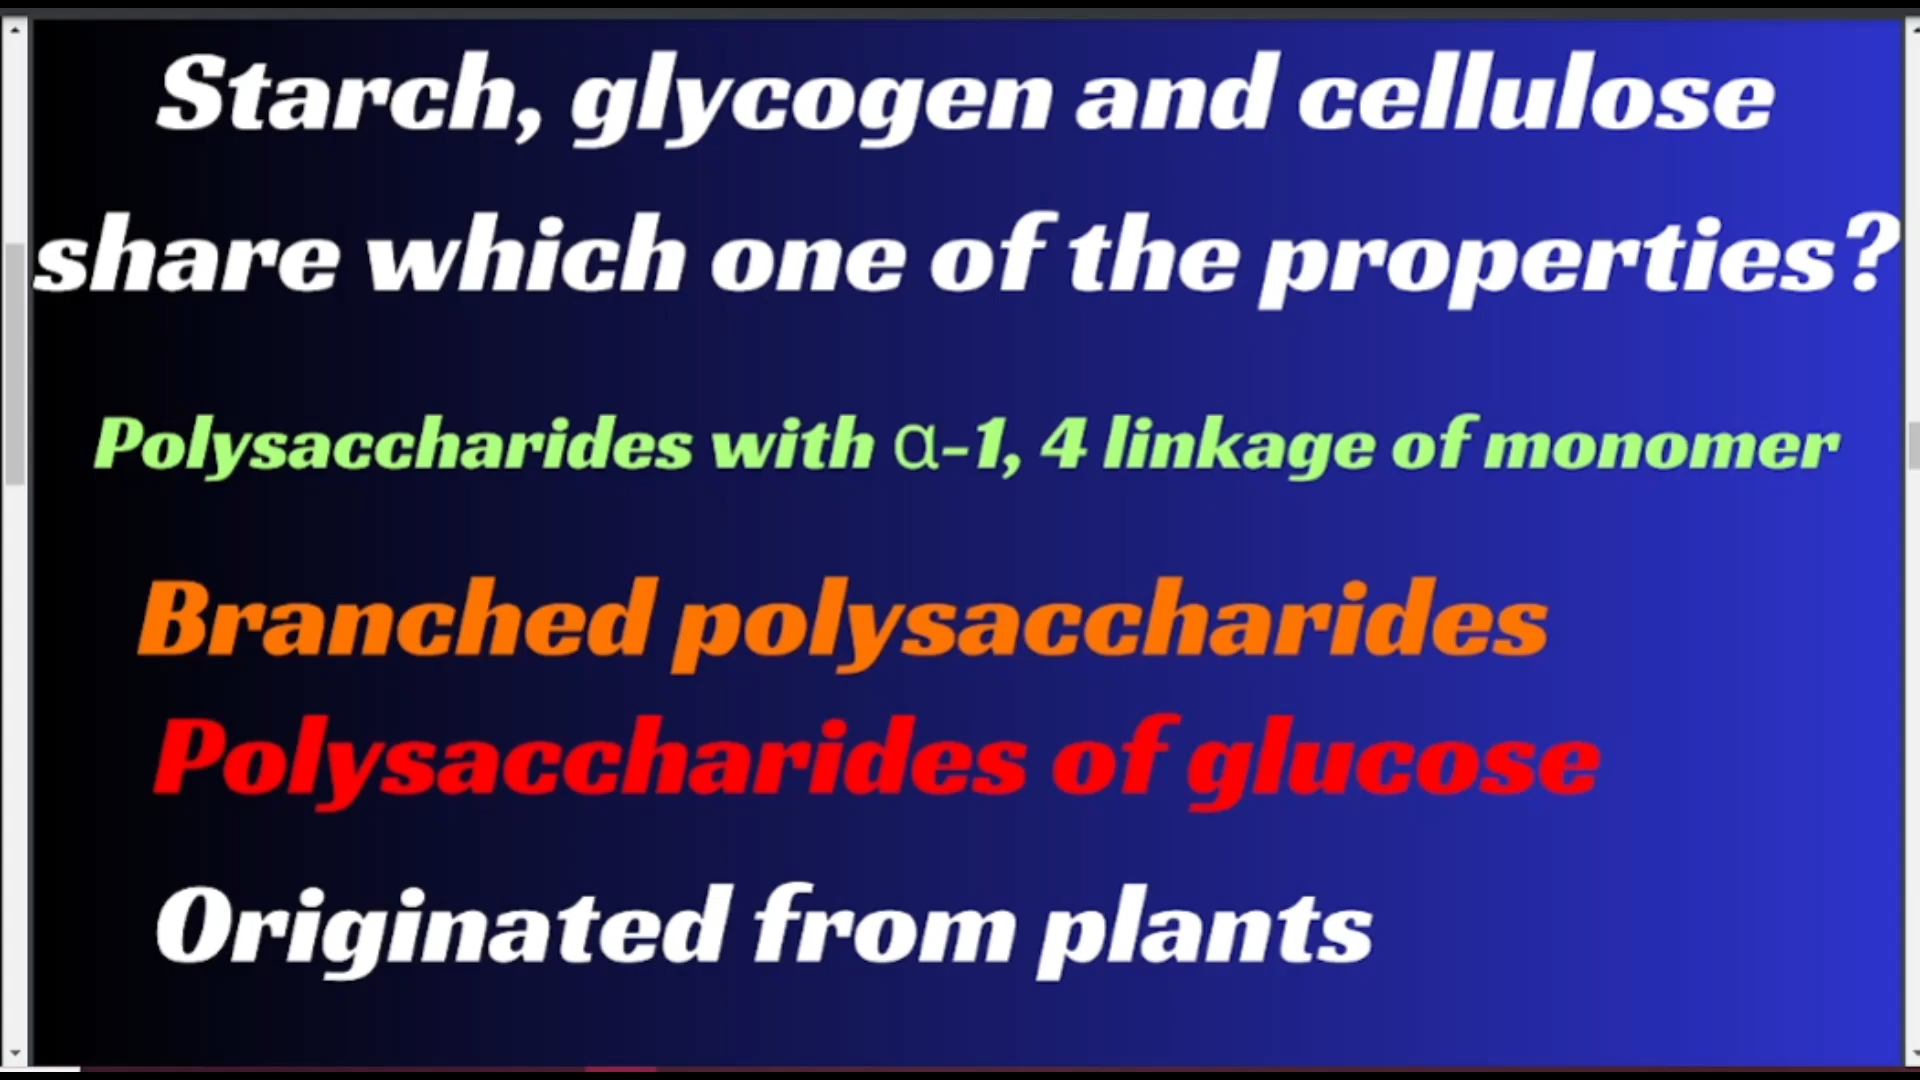 Starch, glycogen and cellulose
share which one of the properties?
Polysaccharides with α-1, 4 linkage of monomer
Branched polysaccharides
Polysaccharides of glucose
Originated from plants